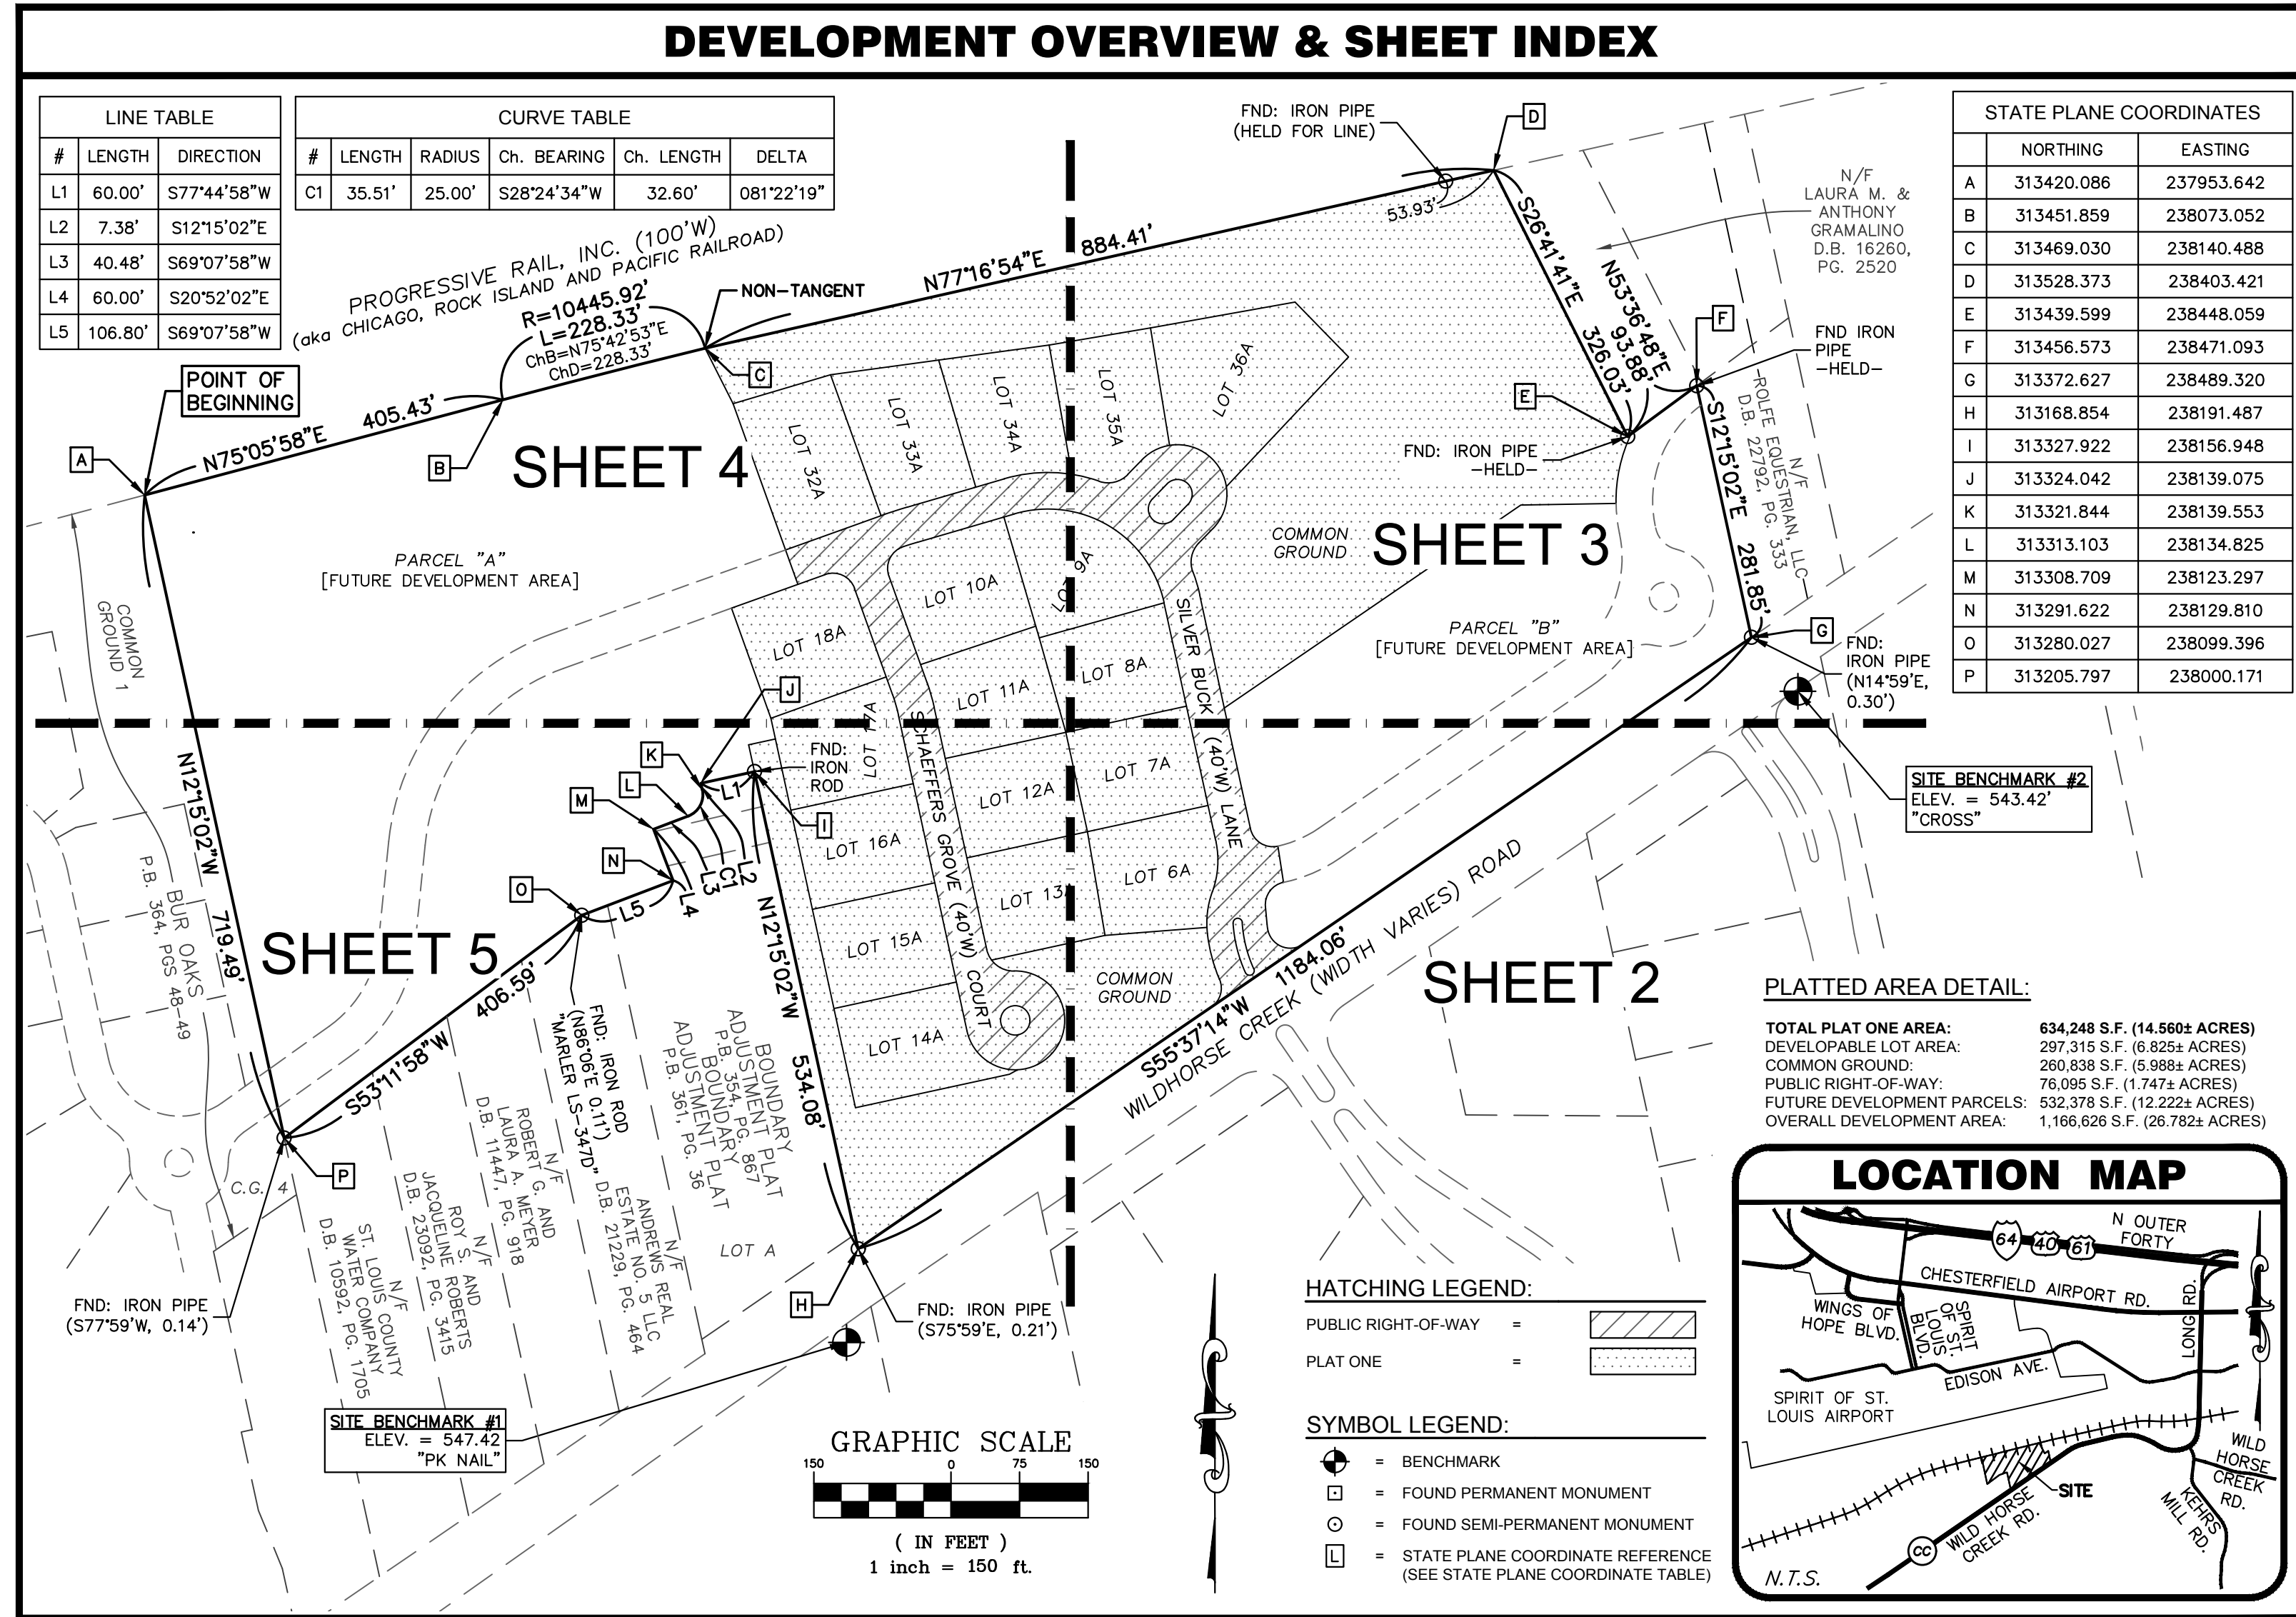 DEVELOPMENT OVERVIEW & SHEET INDEX
LINE TABLE
# LENGTH DIRECTION
L1 60.00' S77°44'58"W
L2 7.38' S12°15'02"E
L3 40.48' S69°07'58"W
L4 60.00' S20°52'02"E
L5 106.80' S69°07'58"W
CURVE TABLE
# LENGTH RADIUS Ch. BEARING Ch. LENGTH DELTA
C1 35.51' 25.00' S28°24'34"W 32.60' 081°22'19"
STATE PLANE COORDINATES
NORTHING EASTING
A 313420.086 237953.642
B 313451.859 238073.052
C 313469.030 238140.488
D 313528.373 238403.421
E 313439.599 238448.059
F 313456.573 238471.093
G 313372.627 238489.320
H 313168.854 238191.487
I 313327.922 238156.948
J 313324.042 238139.075
K 313321.844 238139.553
L 313313.103 238134.825
M 313308.709 238123.297
N 313291.622 238129.810
O 313280.027 238099.396
P 313205.797 238000.171
PROGRESSIVE RAIL, INC. (100'W)
(aka CHICAGO, ROCK ISLAND AND PACIFIC RAILROAD)
R=10445.92'
L=228.33'
ChB=N75°42'53"E
ChD=228.33'
NON-TANGENT
N77°16'54"E 884.41'
FND: IRON PIPE
(HELD FOR LINE)
53.93'
D
S26°41'41"E
326.03'
N53°36'48"E
93.88'
N/F
LAURA M. &
ANTHONY
GRAMALINO
D.B. 16260,
PG. 2520
F
FND IRON
PIPE
-HELD-
E
FND: IRON PIPE
-HELD-
N/F
ROLFE EQUESTRIAN, LLC
D.B. 22792, PG. 333
S12°15'02"E 281.85'
G
FND:
IRON PIPE
(N14°59'E,
0.30')
POINT OF
BEGINNING
A
N75°05'58"E 405.43'
B
C
SHEET 4
SHEET 3
PARCEL "A"
[FUTURE DEVELOPMENT AREA]
PARCEL "B"
[FUTURE DEVELOPMENT AREA]
COMMON
GROUND
LOT 32A
LOT 33A
LOT 34A
LOT 35A
LOT 36A
LOT 10A
LOT 9A
LOT 18A
LOT 11A
LOT 8A
LOT 17A
LOT 12A
LOT 7A
LOT 16A
LOT 13A
LOT 6A
LOT 15A
LOT 14A
SCHAEFFERS GROVE (40'W) COURT
SILVER BUCK (40'W) LANE
COMMON
GROUND
COMMON
GROUND 1
N12°15'02"W 719.49'
BUR OAKS
P.B. 364, PGS 48-49
J
K
L
M
N
O
I
L1
L2
C1
L3
L4
L5
FND:
IRON
ROD
SHEET 5
SHEET 2
S53°11'58"W 406.59'
N12°15'02"W 534.08'
S55°37'14"W 1184.06'
WILDHORSE CREEK (WIDTH VARIES) ROAD
SITE BENCHMARK #2
ELEV. = 543.42'
"CROSS"
FND: IRON ROD
(N86°06'E 0.11')
"MARLER LS-347D"
BOUNDARY
ADJUSTMENT PLAT
P.B. 354, PG. 867
BOUNDARY
ADJUSTMENT PLAT
P.B. 361, PG. 36
LOT A
N/F
ANDREWS REAL
ESTATE NO. 5 LLC
D.B. 21229, PG. 464
N/F
ROBERT G. AND
LAURA A. MEYER
D.B. 11447, PG. 918
N/F
ROY S. AND
JACQUELINE ROBERTS
D.B. 23092, PG. 3415
N/F
ST. LOUIS COUNTY
WATER COMPANY
D.B. 10592, PG. 1705
C.G. 4
P
FND: IRON PIPE
(S77°59'W, 0.14')
H
FND: IRON PIPE
(S75°59'E, 0.21')
SITE BENCHMARK #1
ELEV. = 547.42
"PK NAIL"
GRAPHIC SCALE
150 0 75 150
( IN FEET )
1 inch = 150 ft.
PLATTED AREA DETAIL:
TOTAL PLAT ONE AREA: 634,248 S.F. (14.560± ACRES)
DEVELOPABLE LOT AREA: 297,315 S.F. (6.825± ACRES)
COMMON GROUND: 260,838 S.F. (5.988± ACRES)
PUBLIC RIGHT-OF-WAY: 76,095 S.F. (1.747± ACRES)
FUTURE DEVELOPMENT PARCELS: 532,378 S.F. (12.222± ACRES)
OVERALL DEVELOPMENT AREA: 1,166,626 S.F. (26.782± ACRES)
HATCHING LEGEND:
PUBLIC RIGHT-OF-WAY =
PLAT ONE =
SYMBOL LEGEND:
= BENCHMARK
= FOUND PERMANENT MONUMENT
= FOUND SEMI-PERMANENT MONUMENT
L = STATE PLANE COORDINATE REFERENCE
(SEE STATE PLANE COORDINATE TABLE)
LOCATION MAP
N OUTER
FORTY
64 40 61
CHESTERFIELD AIRPORT RD.
LONG RD.
WINGS OF
HOPE BLVD.
SPIRIT
OF ST.
LOUIS
BLVD.
EDISON AVE.
SPIRIT OF ST.
LOUIS AIRPORT
WILD
HORSE
CREEK
RD.
SITE
KEHRS
MILL RD.
WILD HORSE
CREEK RD.
CC
N.T.S.